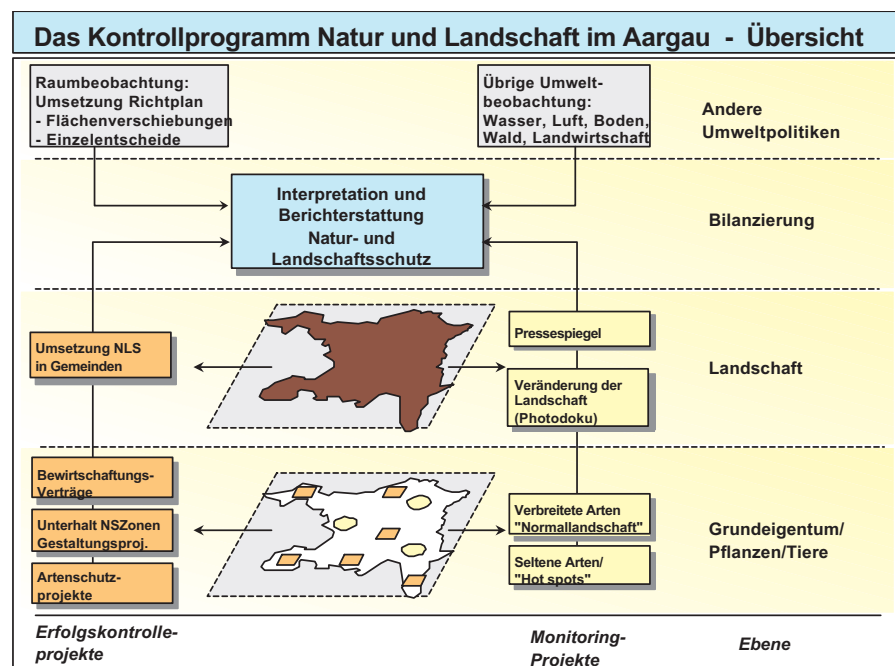 Das Kontrollprogramm Natur und Landschaft im Aargau - Übersicht
Raumbeobachtung:
Umsetzung Richtplan
- Flächenverschiebungen
- Einzelentscheide
Übrige Umwelt-
beobachtung:
Wasser, Luft, Boden,
Wald, Landwirtschaft
Andere
Umweltpolitiken
Interpretation und
Berichterstattung
Natur- und
Landschaftsschutz
Bilanzierung
Umsetzung NLS
in Gemeinden
Pressespiegel
Veränderung der
Landschaft
(Photodoku)
Landschaft
Bewirtschaftungs-
Verträge
Unterhalt NSZonen
Gestaltungsproj.
Artenschutz-
projekte
Verbreitete Arten
"Normallandschaft"
Seltene Arten/
"Hot spots"
Grundeigentum/
Pflanzen/Tiere
Erfolgskontrolle-
projekte
Monitoring-
Projekte
Ebene